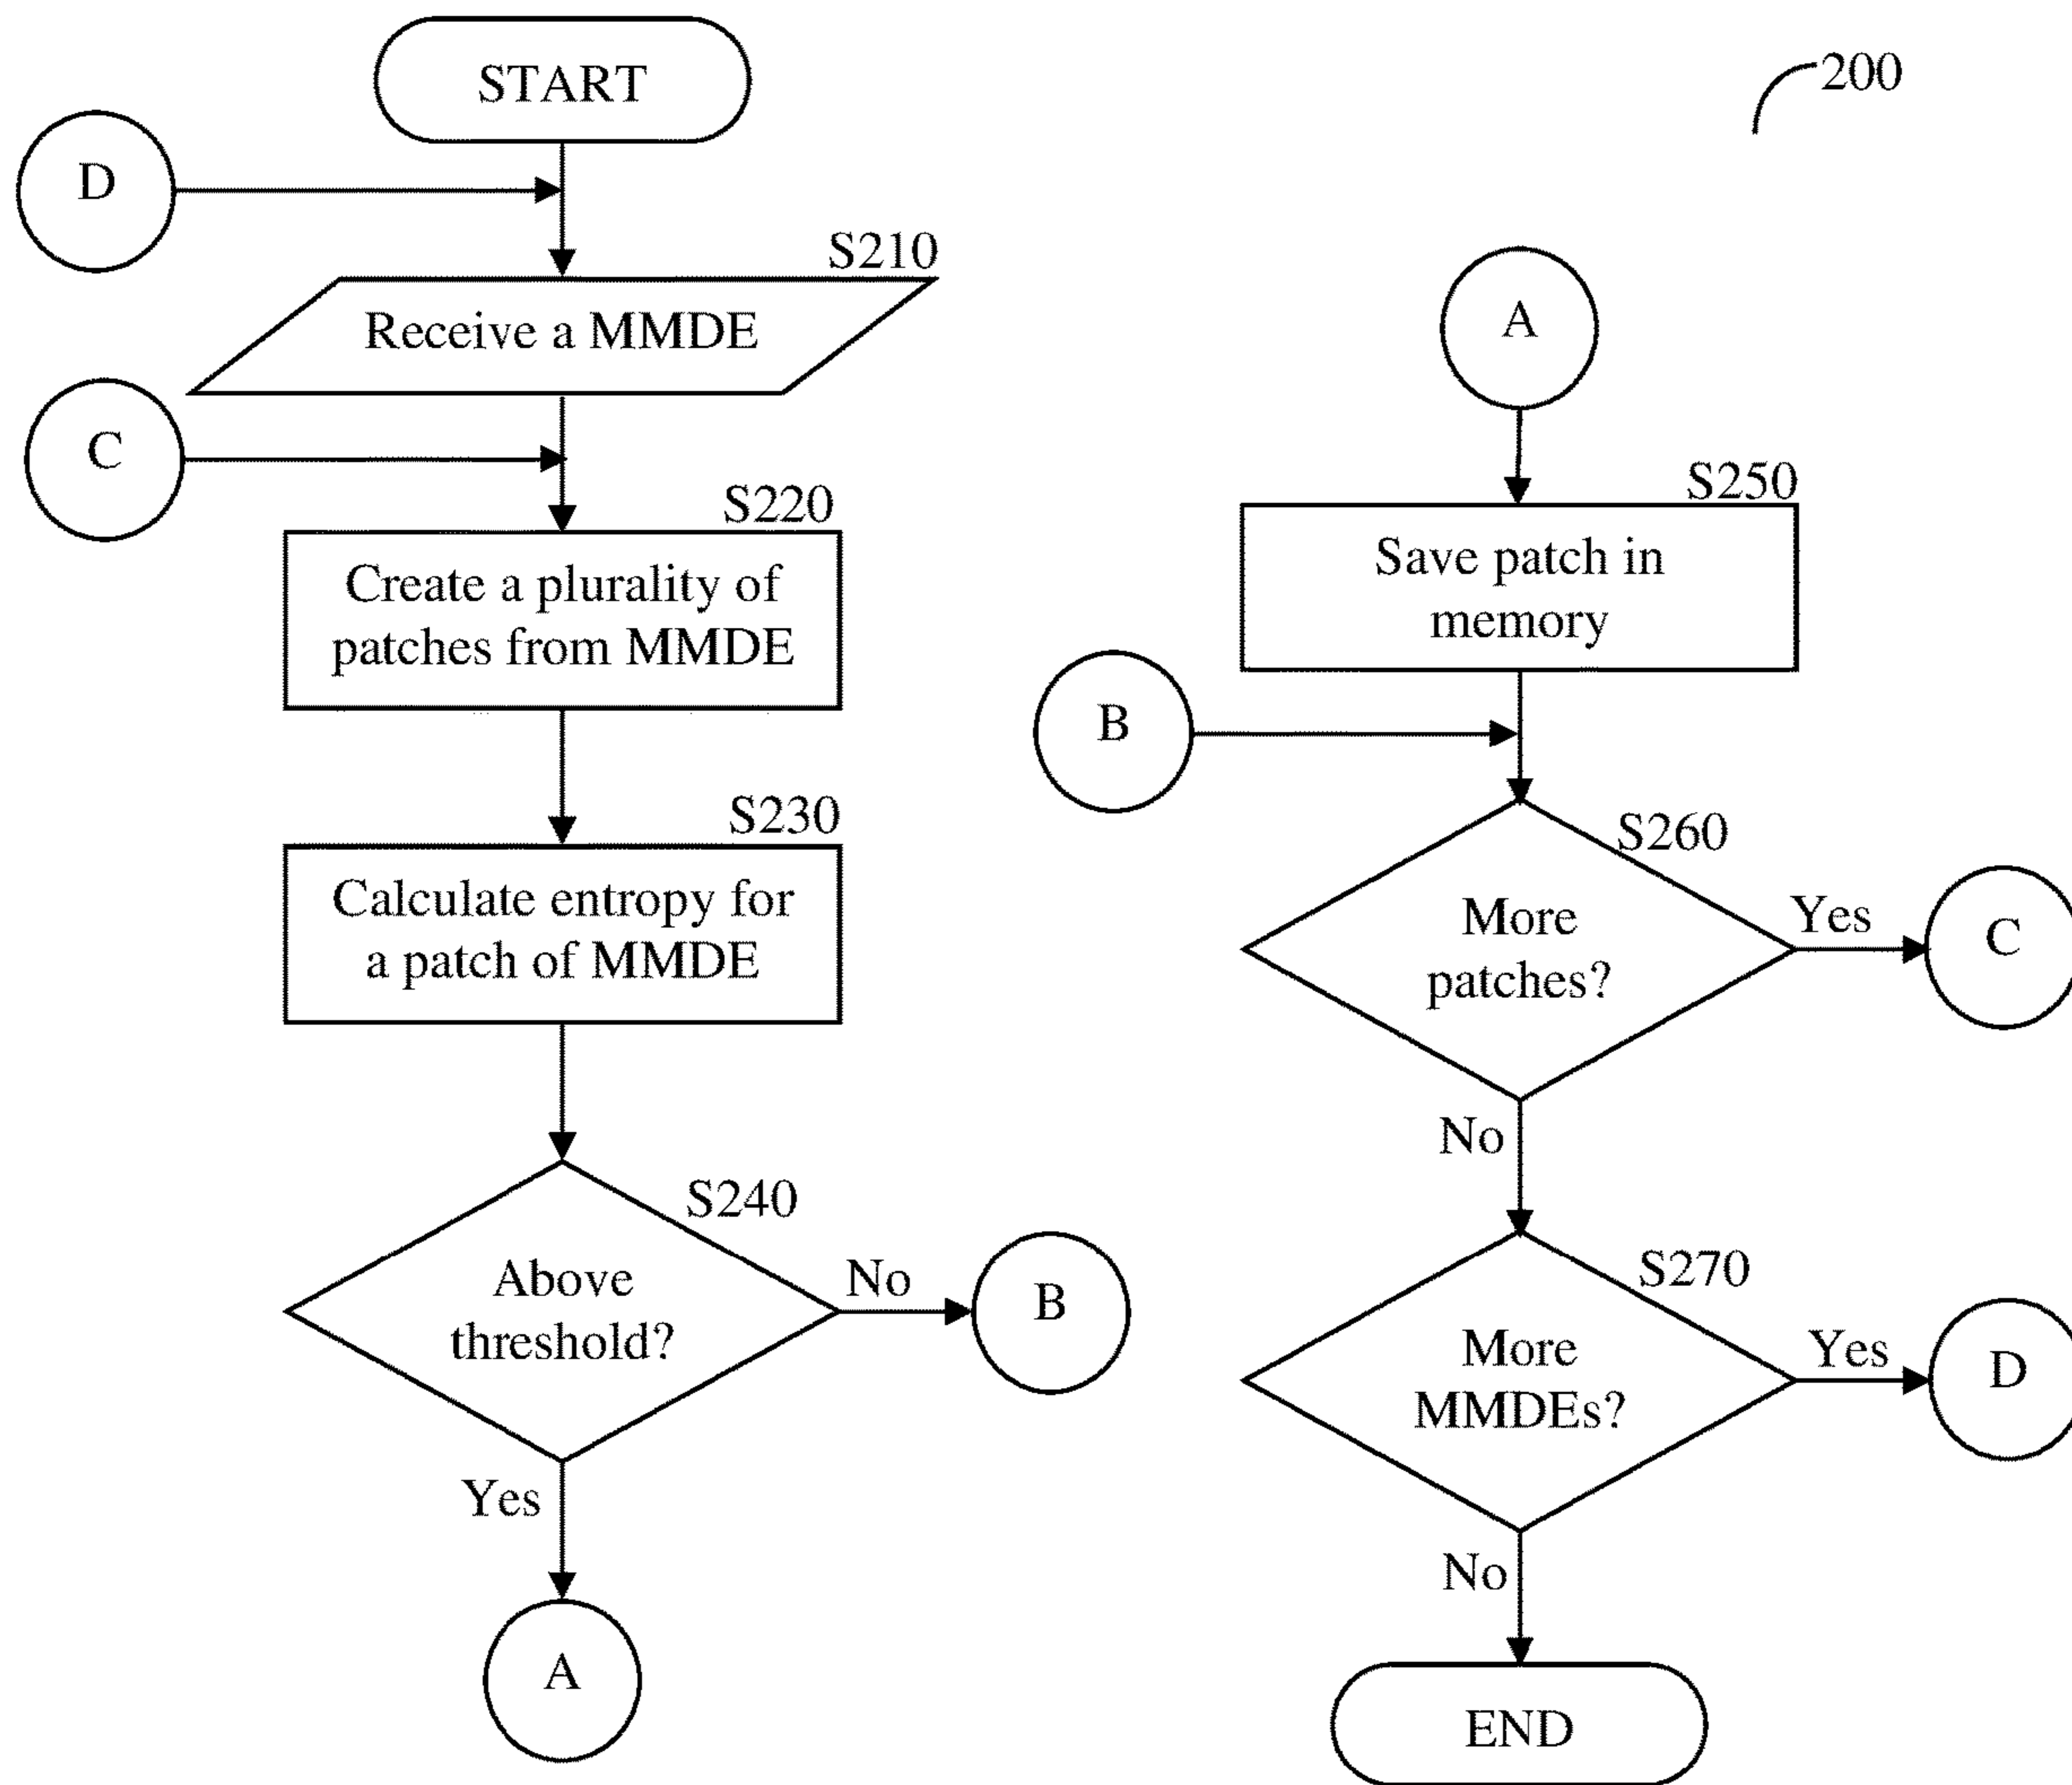 START
200
D
S210
Receive a MMDE
C
S220
Create a plurality of
patches from MMDE
S230
Calculate entropy for
a patch of MMDE
S240
Above
threshold?
No
B
Yes
A
A
S250
Save patch in
memory
B
S260
More
patches?
Yes
C
No
S270
More
MMDEs?
Yes
D
No
END